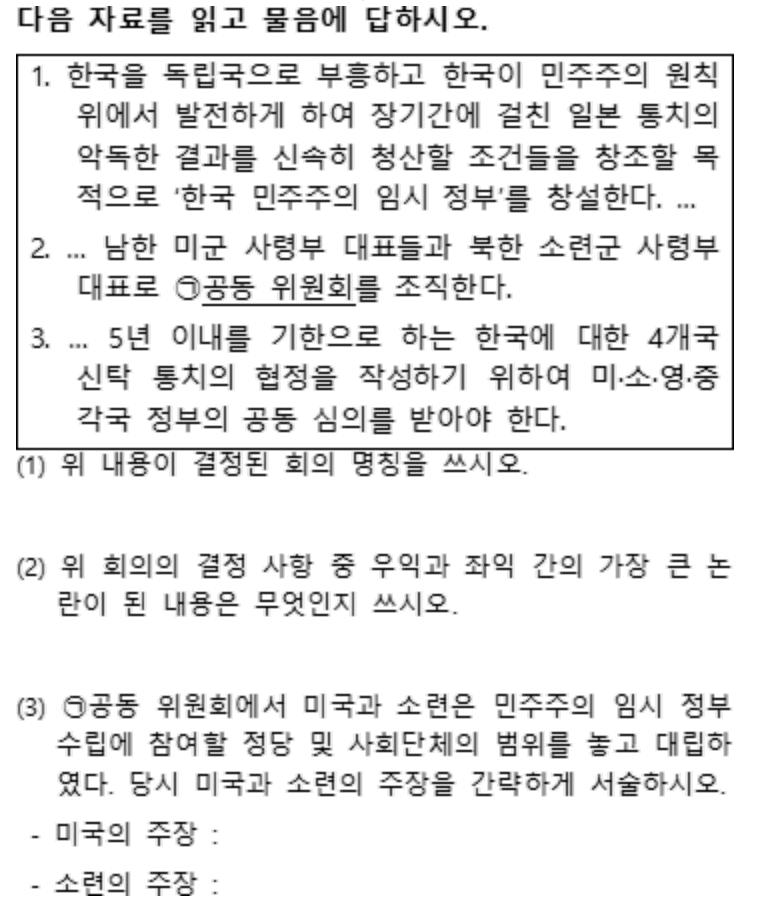 다음 자료를 읽고 물음에 답하시오.
1. 한국을 독립국으로 부흥하고 한국이 민주주의 원칙
위에서 발전하게 하여 장기간에 걸친 일본 통치의
악독한 결과를 신속히 청산할 조건들을 창조할 목
적으로 '한국 민주주의 임시 정부'를 창설한다. ...
2. ... 남한 미군 사령부 대표들과 북한 소련군 사령부
대표로 ㉠공동 위원회를 조직한다.
3. ... 5년 이내를 기한으로 하는 한국에 대한 4개국
신탁 통치의 협정을 작성하기 위하여 미·소·영·중
각국 정부의 공동 심의를 받아야 한다.
(1) 위 내용이 결정된 회의 명칭을 쓰시오.
(2) 위 회의의 결정 사항 중 우익과 좌익 간의 가장 큰 논
란이 된 내용은 무엇인지 쓰시오.
(3) ㉠공동 위원회에서 미국과 소련은 민주주의 임시 정부
수립에 참여할 정당 및 사회단체의 범위를 놓고 대립하
였다. 당시 미국과 소련의 주장을 간략하게 서술하시오.
- 미국의 주장 :
- 소련의 주장 :